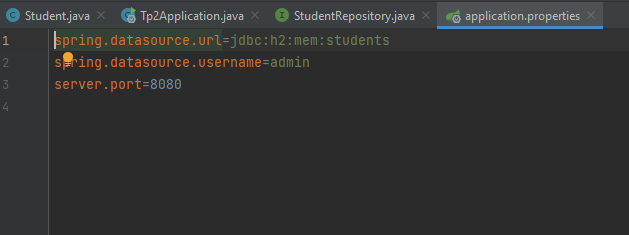 Student.java
Tp2Application.java
StudentRepository.java
application.properties
1 spring.datasource.url=jdbc:h2:mem:students
2 spring.datasource.username=admin
3 server.port=8080
4